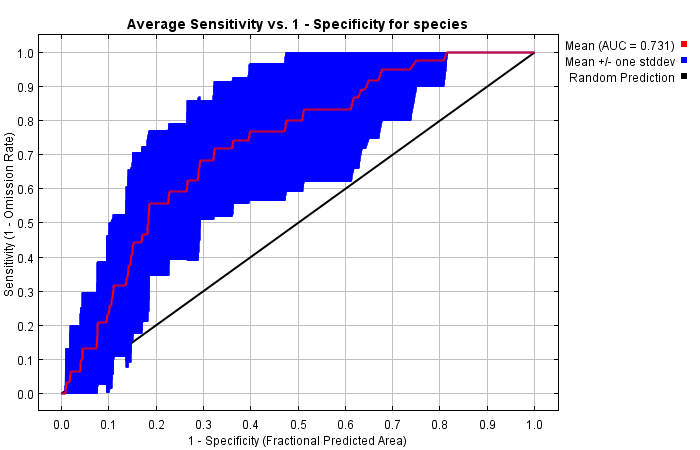 Average Sensitivity vs. 1 - Specificity for species
Mean (AUC = 0.731)
Mean +/- one stddev
Random Prediction
Sensitivity (1 - Omission Rate)
1.0
0.9
0.8
0.7
0.6
0.5
0.4
0.3
0.2
0.1
0.0
0.0 0.1 0.2 0.3 0.4 0.5 0.6 0.7 0.8 0.9 1.0
1 - Specificity (Fractional Predicted Area)